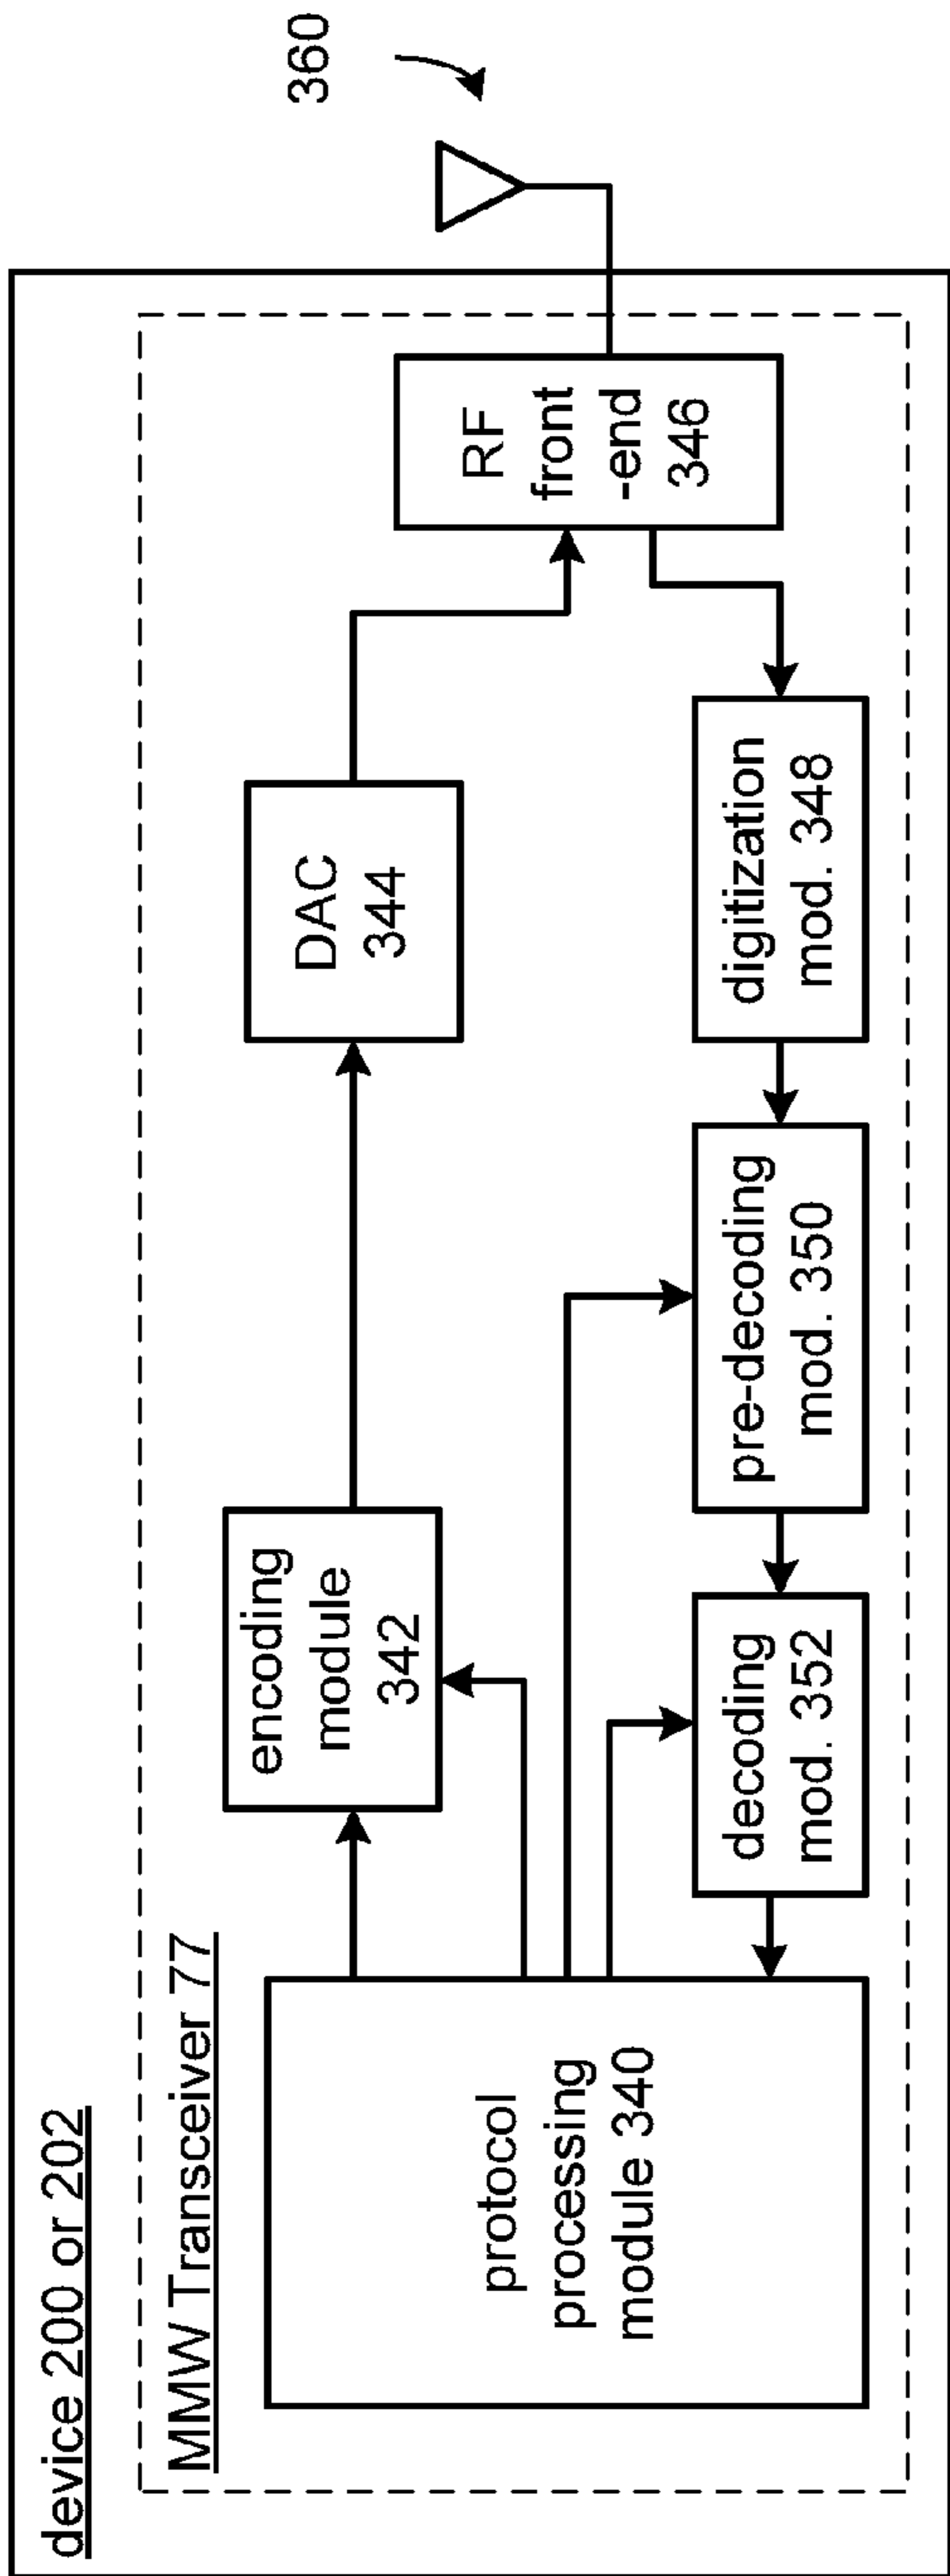 device 200 or 202
MMW Transceiver 77
protocol
processing
module 340
encoding
module
342
DAC
344
RF
front
-end
346
360
decoding
mod. 352
pre-decoding
mod. 350
digitization
mod. 348